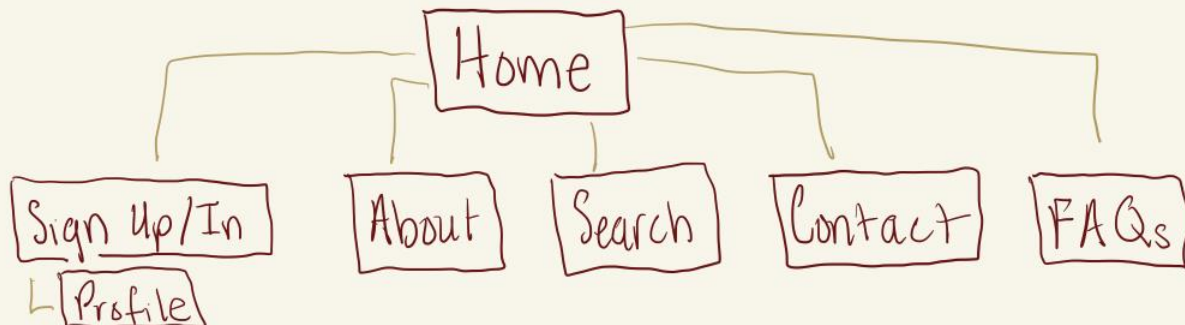 Home
Sign Up/In
About
Search
Contact
FAQs
Profile